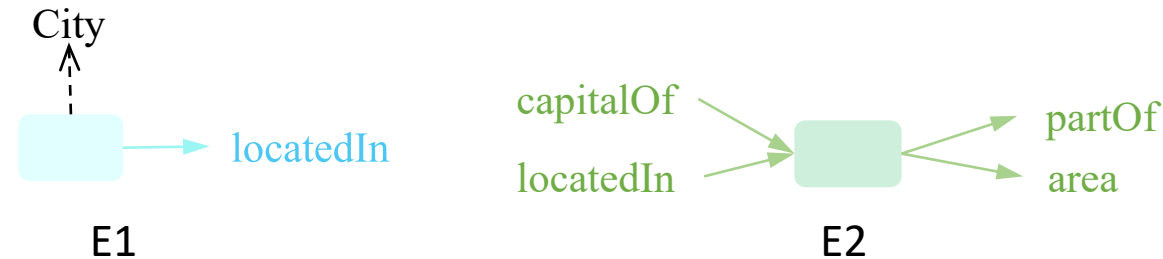 City
locatedIn
E1
capitalOf
locatedIn
partOf
area
E2